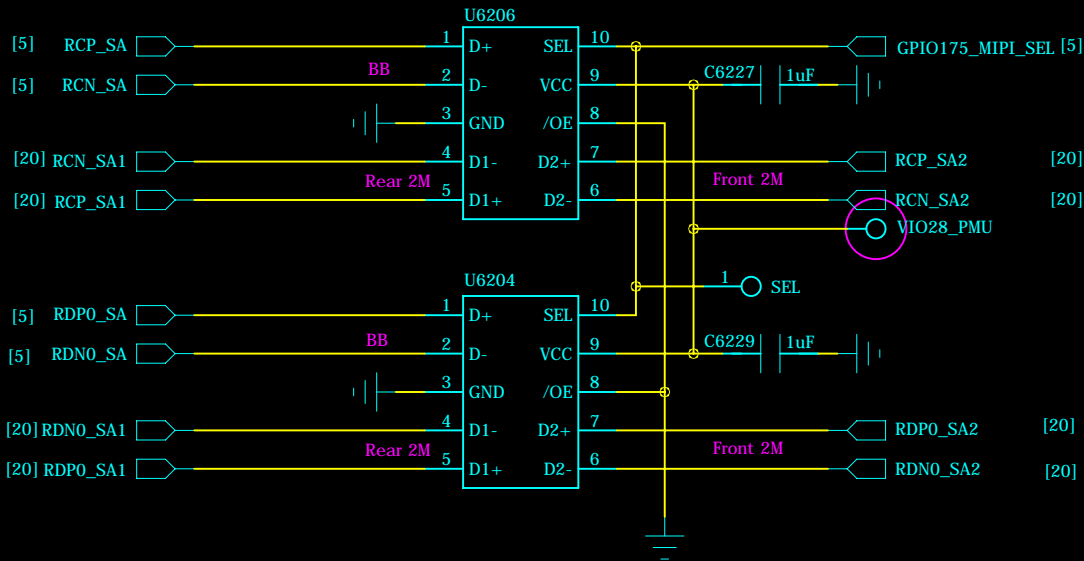 U6206
[5] RCP_SA 1 D+ SEL 10 GPIO175_MIPI_SEL [5]
BB C6227 1uF
[5] RCN_SA 2 D- VCC 9
3 GND /OE 8
[20] RCN_SA1 4 D1- D2+ 7 RCP_SA2 [20]
Rear 2M Front 2M
[20] RCP_SA1 5 D1+ D2- 6 RCN_SA2 [20]
VIO28_PMU
U6204
1 SEL
[5] RDP0_SA 1 D+ SEL 10
BB C6229 1uF
[5] RDN0_SA 2 D- VCC 9
3 GND /OE 8
[20] RDN0_SA1 4 D1- D2+ 7 RDP0_SA2 [20]
Rear 2M Front 2M
[20] RDP0_SA1 5 D1+ D2- 6 RDN0_SA2 [20]